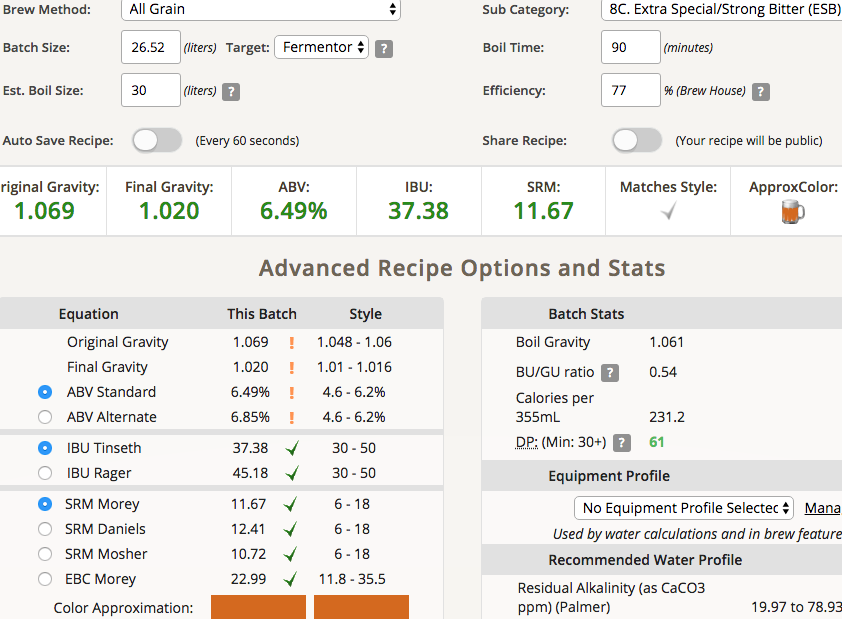 Brew Method: All Grain Sub Category: 8C. Extra Special/Strong Bitter (ESB)
Batch Size: 26.52 (liters) Target: Fermentor ? Boil Time: 90 (minutes)
Est. Boil Size: 30 (liters) ? Efficiency: 77 % (Brew House) ?
Auto Save Recipe: (Every 60 seconds) Share Recipe: (Your recipe will be public)
riginal Gravity: Final Gravity: ABV: IBU: SRM: Matches Style: ApproxColor:
1.069 1.020 6.49% 37.38 11.67
Advanced Recipe Options and Stats
Equation This Batch Style
Original Gravity 1.069 ! 1.048 - 1.06
Final Gravity 1.020 ! 1.01 - 1.016
ABV Standard 6.49% ! 4.6 - 6.2%
ABV Alternate 6.85% ! 4.6 - 6.2%
IBU Tinseth 37.38 30 - 50
IBU Rager 45.18 30 - 50
SRM Morey 11.67 6 - 18
SRM Daniels 12.41 6 - 18
SRM Mosher 10.72 6 - 18
EBC Morey 22.99 11.8 - 35.5
Color Approximation:
Batch Stats
Boil Gravity 1.061
BU/GU ratio ? 0.54
Calories per
355mL 231.2
DP: (Min: 30+) ? 61
Equipment Profile
No Equipment Profile Selected Mana
Used by water calculations and in brew feature
Recommended Water Profile
Residual Alkalinity (as CaCO3
ppm) (Palmer) 19.97 to 78.93